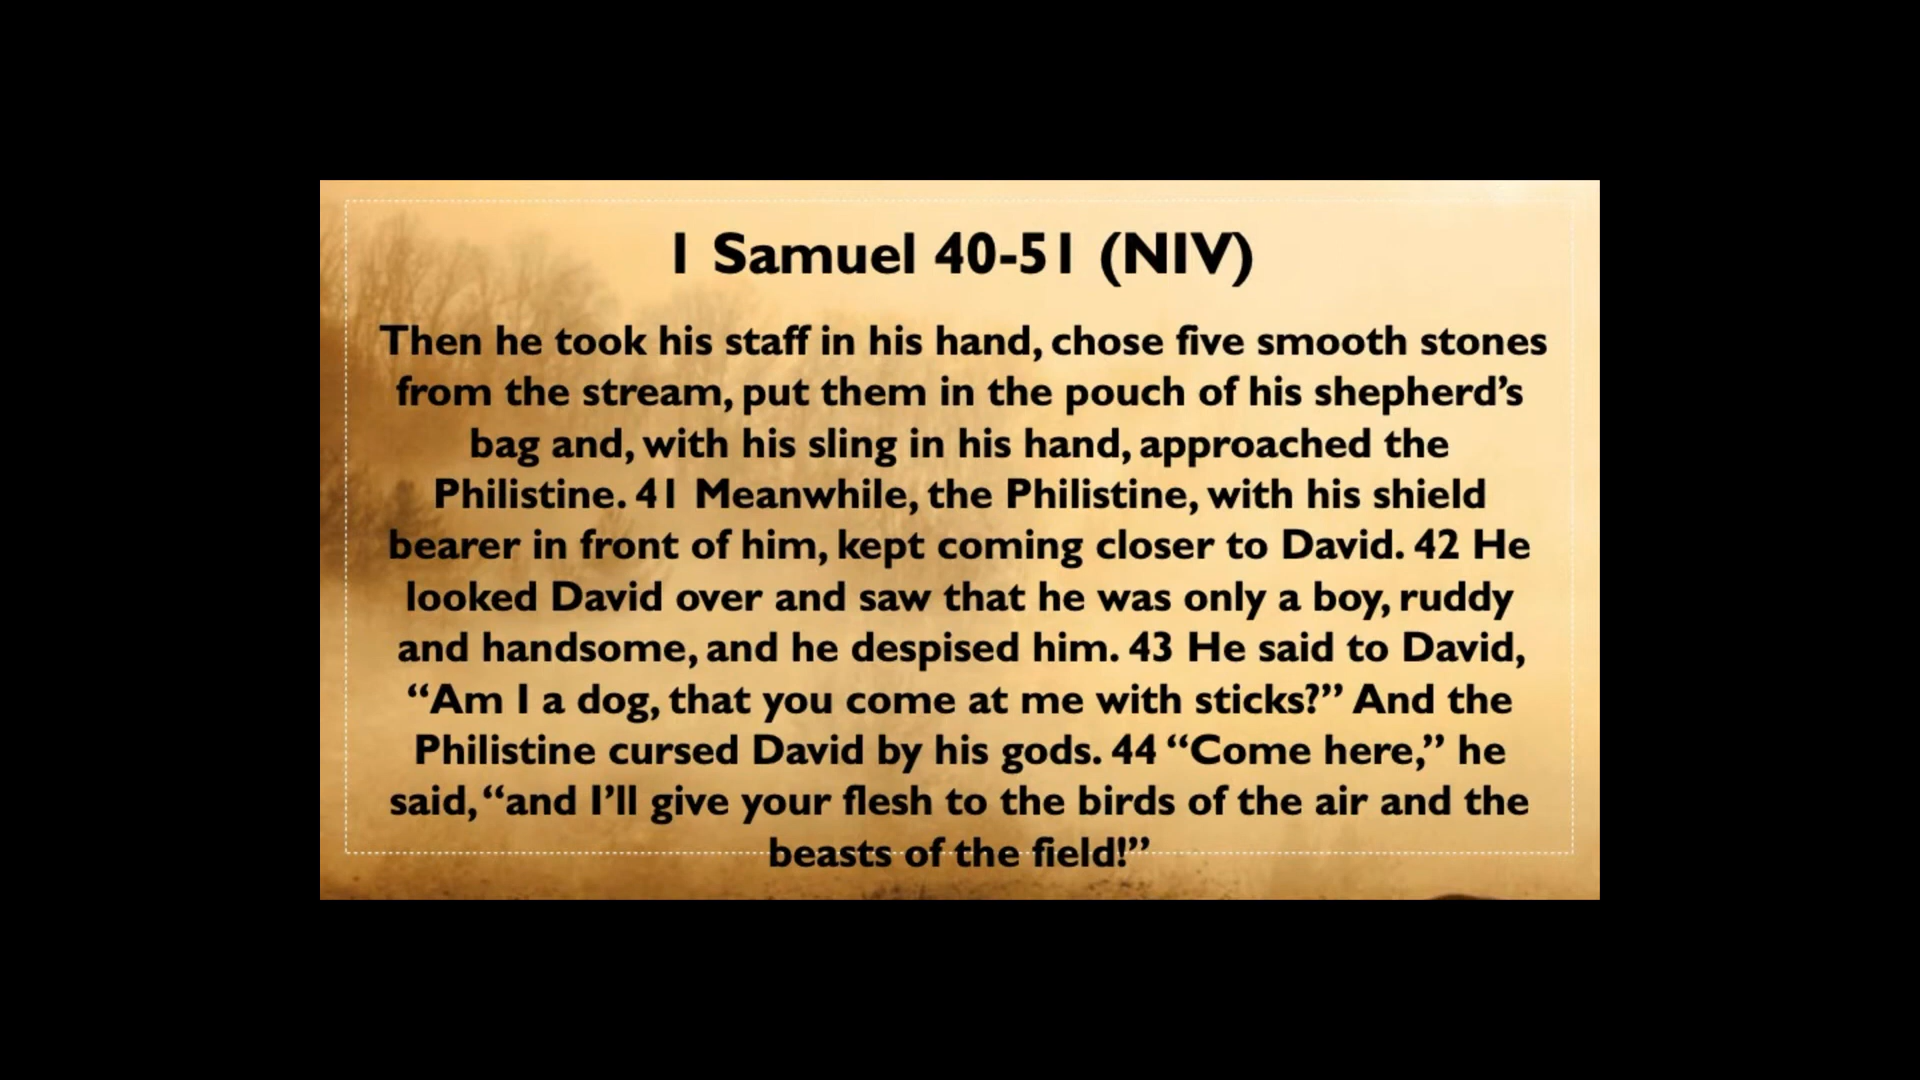 1 Samuel 40-51 (NIV)
Then he took his staff in his hand, chose five smooth stones
from the stream, put them in the pouch of his shepherd’s
bag and, with his sling in his hand, approached the
Philistine. 41 Meanwhile, the Philistine, with his shield
bearer in front of him, kept coming closer to David. 42 He
looked David over and saw that he was only a boy, ruddy
and handsome, and he despised him. 43 He said to David,
“Am I a dog, that you come at me with sticks?” And the
Philistine cursed David by his gods. 44 “Come here,” he
said, “and I’ll give your flesh to the birds of the air and the
beasts of the field!”